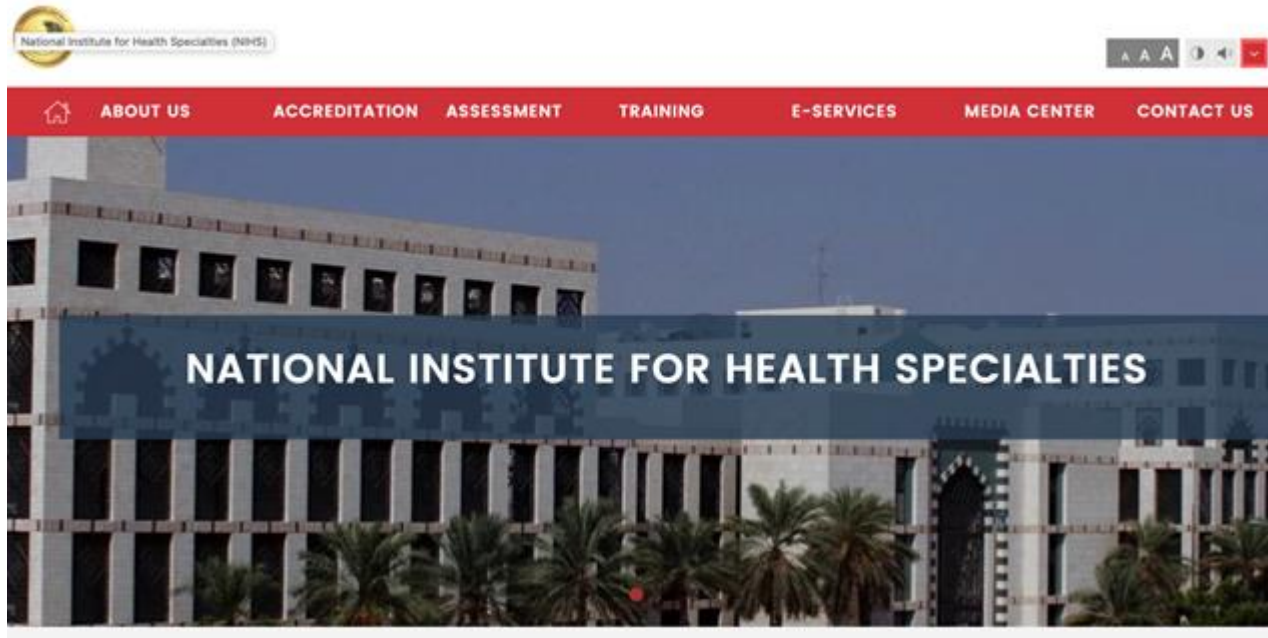 National Institute for Health Specialties (NIHS)
A A A
ABOUT US ACCREDITATION ASSESSMENT TRAINING E-SERVICES MEDIA CENTER CONTACT US
NATIONAL INSTITUTE FOR HEALTH SPECIALTIES